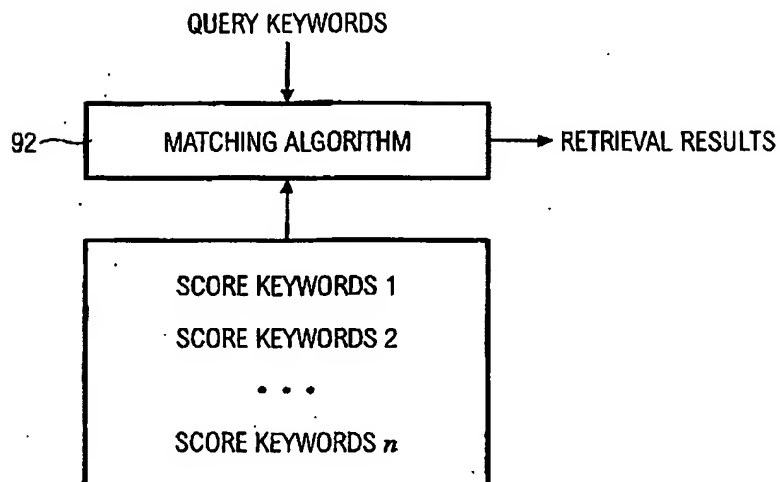 QUERY KEYWORDS
92
MATCHING ALGORITHM
RETRIEVAL RESULTS
SCORE KEYWORDS 1
SCORE KEYWORDS 2
• • •
SCORE KEYWORDS n